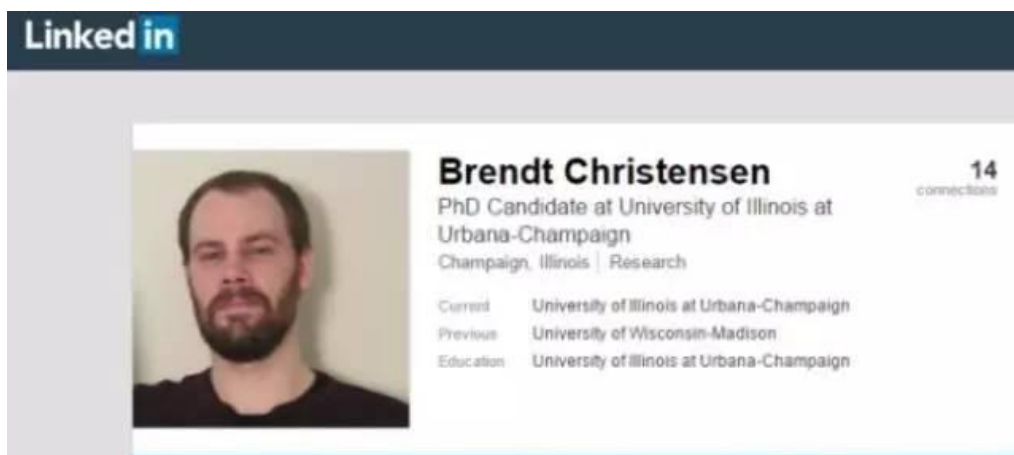 Linked in
Brendt Christensen
14
connections
PhD Candidate at University of Illinois at
Urbana-Champaign
Champaign, Illinois | Research
Current University of Illinois at Urbana-Champaign
Previous University of Wisconsin-Madison
Education University of Illinois at Urbana-Champaign